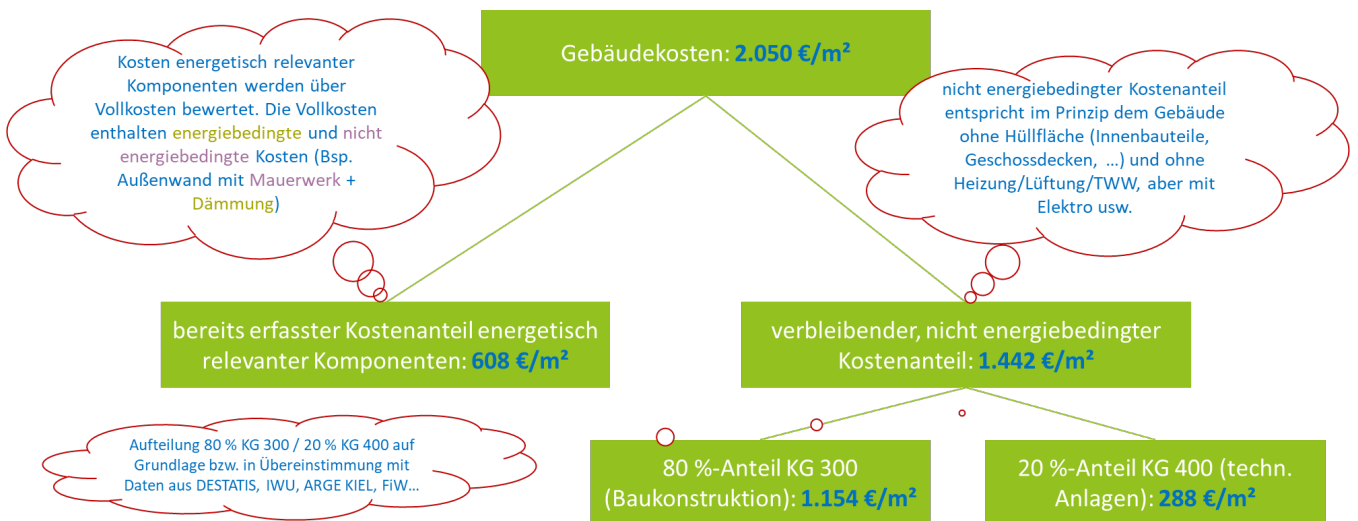 Gebäudekosten: 2.050 €/m²
Kosten energetisch relevanter
Komponenten werden über
Vollkosten bewertet. Die Vollkosten
enthalten energiebedingte und nicht
energiebedingte Kosten (Bsp.
Außenwand mit Mauerwerk +
Dämmung)
nicht energiebedingter Kostenanteil
entspricht im Prinzip dem Gebäude
ohne Hüllfläche (Innenbauteile,
Geschossdecken, ...) und ohne
Heizung/Lüftung/TWW, aber mit
Elektro usw.
bereits erfasster Kostenanteil energetisch
relevanter Komponenten: 608 €/m²
verbleibender, nicht energiebedingter
Kostenanteil: 1.442 €/m²
Aufteilung 80 % KG 300 / 20 % KG 400 auf
Grundlage bzw. in Übereinstimmung mit
Daten aus DESTATIS, IWU, ARGE KIEL, FiW...
80 %-Anteil KG 300
(Baukonstruktion): 1.154 €/m²
20 %-Anteil KG 400 (techn.
Anlagen): 288 €/m²